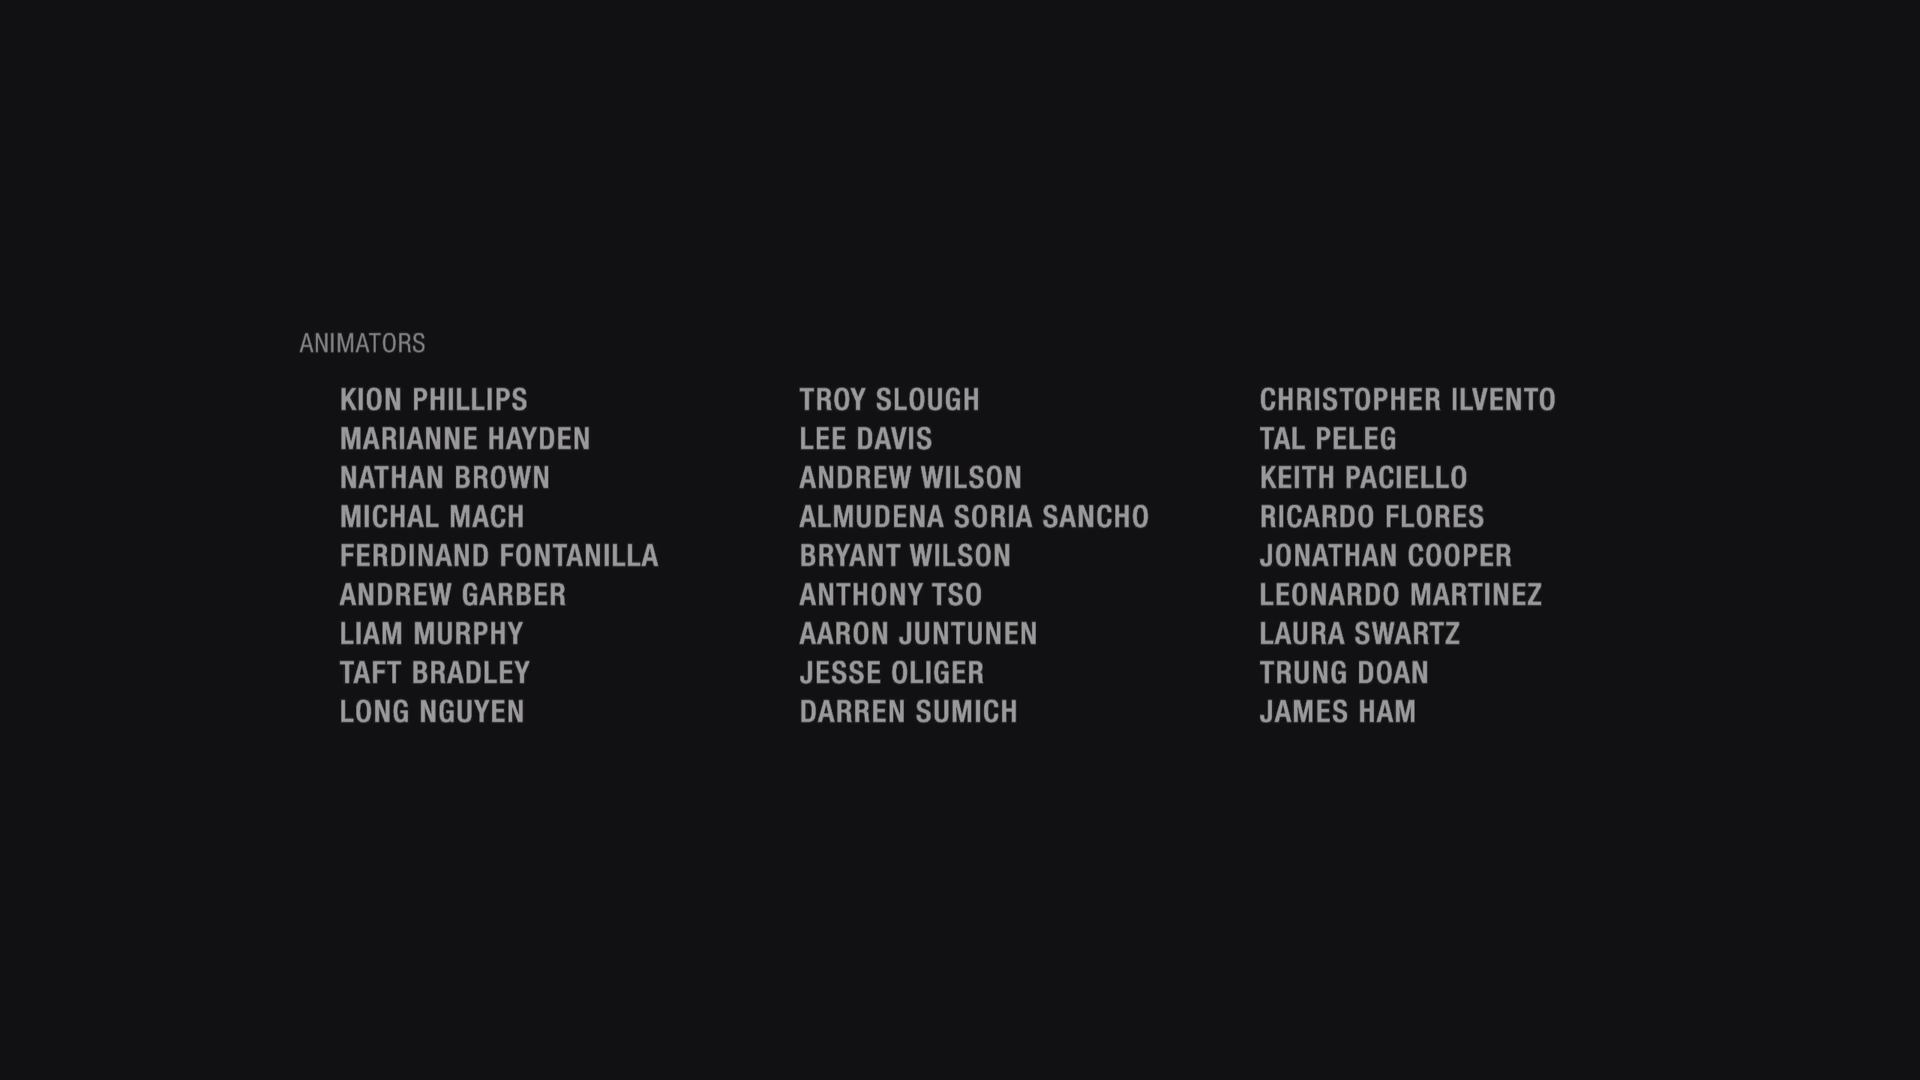 ANIMATORS
KION PHILLIPS
MARIANNE HAYDEN
NATHAN BROWN
MICHAL MACH
FERDINAND FONTANILLA
ANDREW GARBER
LIAM MURPHY
TAFT BRADLEY
LONG NGUYEN
TROY SLOUGH
LEE DAVIS
ANDREW WILSON
ALMUDENA SORIA SANCHO
BRYANT WILSON
ANTHONY TSO
AARON JUNTUNEN
JESSE OLIGER
DARREN SUMICH
CHRISTOPHER ILVENTO
TAL PELEG
KEITH PACIELLO
RICARDO FLORES
JONATHAN COOPER
LEONARDO MARTINEZ
LAURA SWARTZ
TRUNG DOAN
JAMES HAM